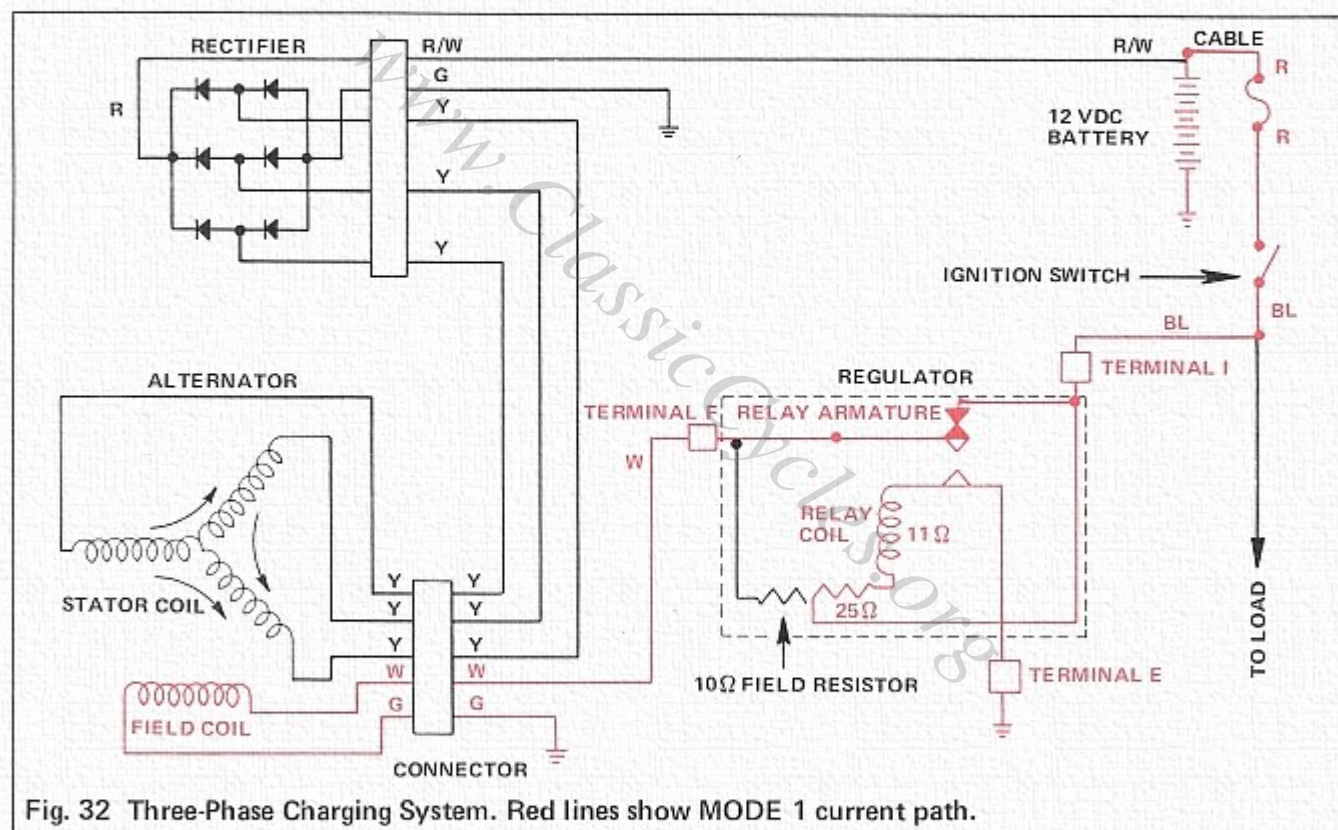 RECTIFIER
R/W
R/W
CABLE
G
R
Y
R
12 VDC
BATTERY
R
Y
Y
IGNITION SWITCH
BL
BL
TERMINAL I
ALTERNATOR
REGULATOR
TERMINAL F
RELAY ARMATURE
W
RELAY
COIL
11Ω
25Ω
10Ω FIELD RESISTOR
TERMINAL E
TO LOAD
STATOR COIL
Y
Y
Y
Y
Y
Y
W
W
G
G
FIELD COIL
CONNECTOR
www.ClassicCycles.org
Fig. 32 Three-Phase Charging System. Red lines show MODE 1 current path.